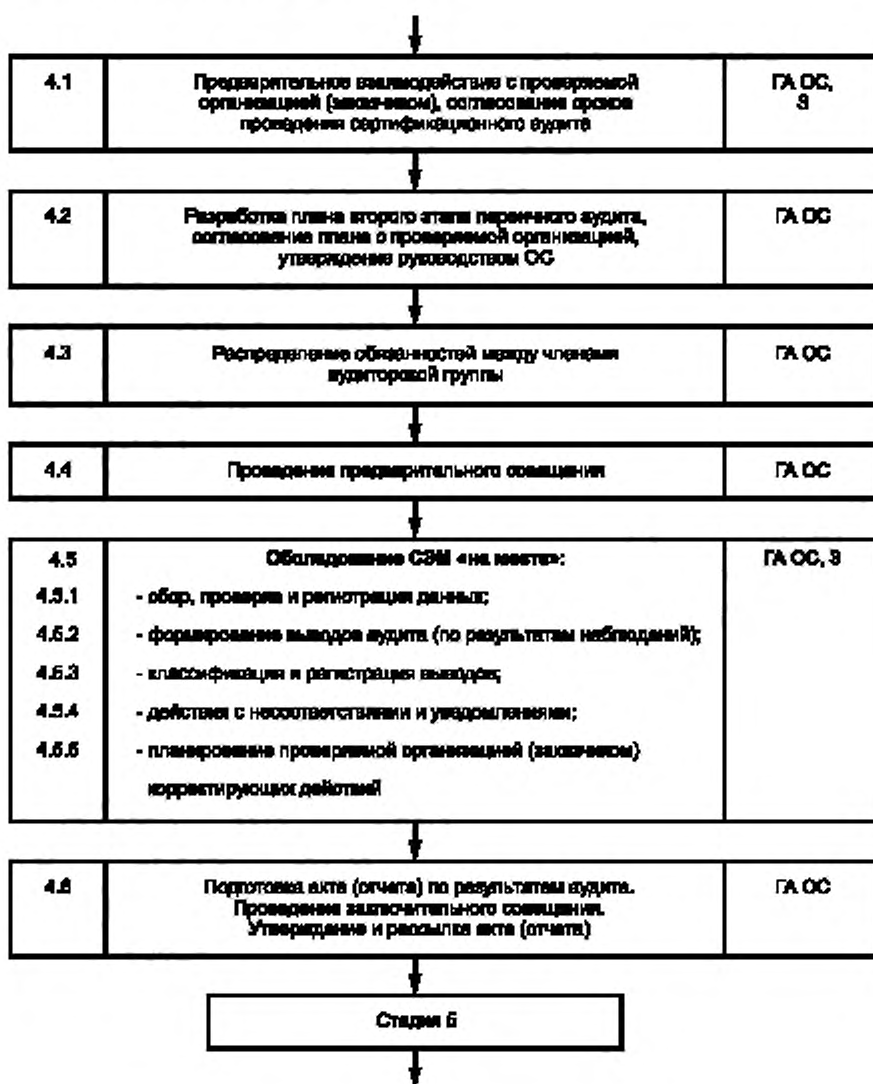 4.1 Предварительное взаимодействие с проверяемой ГА ОС,
организацией (заказчиком), согласование сроков З
проведения сертификационного аудита
4.2 Разработка плана второго этапа первичного аудита, ГА ОС
согласование плана с проверяемой организацией,
утверждение руководством ОС
4.3 Распределение обязанностей между членами ГА ОС
аудиторской группы
4.4 Проведение предварительного совещания ГА ОС
4.5 Обследование СЭМ «на месте»: ГА ОС, З
4.5.1 - сбор, проверка и регистрация данных;
4.5.2 - формирование выводов аудита (по результатам наблюдений);
4.5.3 - классификация и регистрация выводов;
4.5.4 - действия с несоответствиями и уведомлениями;
4.5.5 - планирование проверяемой организацией (заказчиком)
корректирующих действий
4.6 Подготовка акта (отчета) по результатам аудита. ГА ОС
Проведение заключительного совещания.
Утверждение и рассылка акта (отчета)
Стадия 5